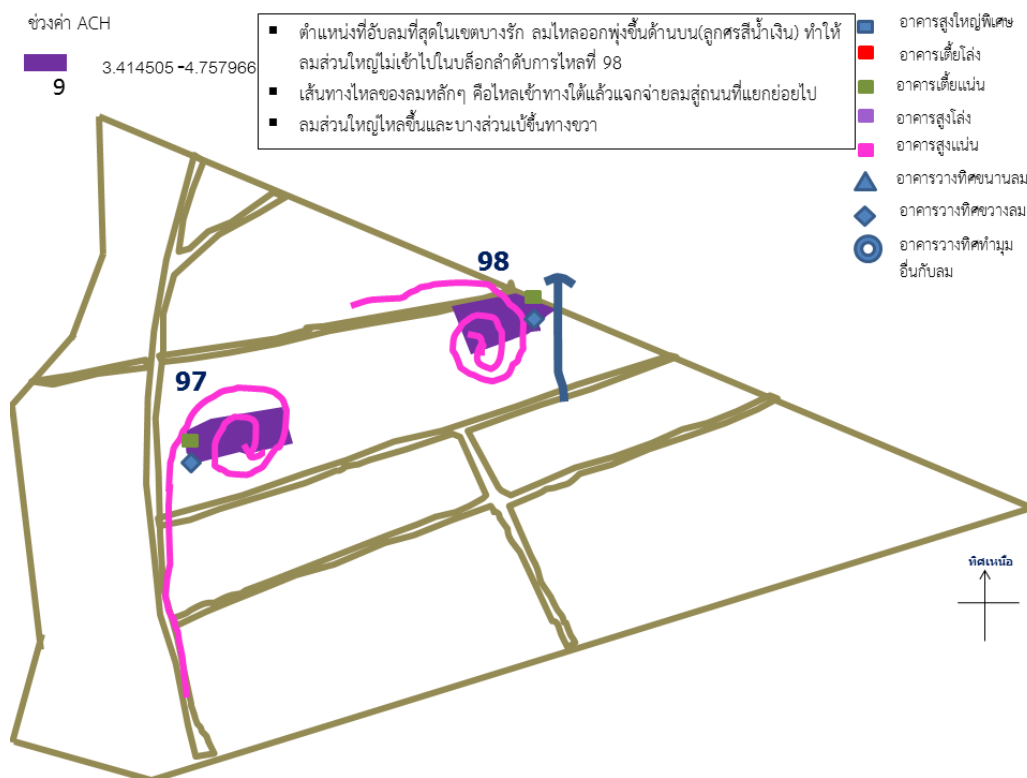 ช่วงค่า ACH
9
3.414505 -4.757966
▪ ตำแหน่งที่อับลมที่สุดในเขตบางรัก ลมไหลออกพุ่งขึ้นด้านบน(ลูกศรสีน้ำเงิน) ทำให้
ลมส่วนใหญ่ไม่เข้าไปในบล็อกลำดับการไหลที่ 98
▪ เส้นทางไหลของลมหลักๆ คือไหลเข้าทางใต้แล้วแจกจ่ายลมสู่ถนนที่แยกย่อยไป
▪ ลมส่วนใหญ่ไหลขึ้นและบางส่วนเป้ขึ้นทางขวา
อาคารสูงใหญ่พิเศษ
อาคารเตี้ยโล่ง
อาคารเตี้ยแน่น
อาคารสูงโล่ง
อาคารสูงแน่น
อาคารวางทิศขนานลม
อาคารวางทิศขวางลม
อาคารวางทิศทำมุม
อื่นกับลม
98
97
ทิศเหนือ